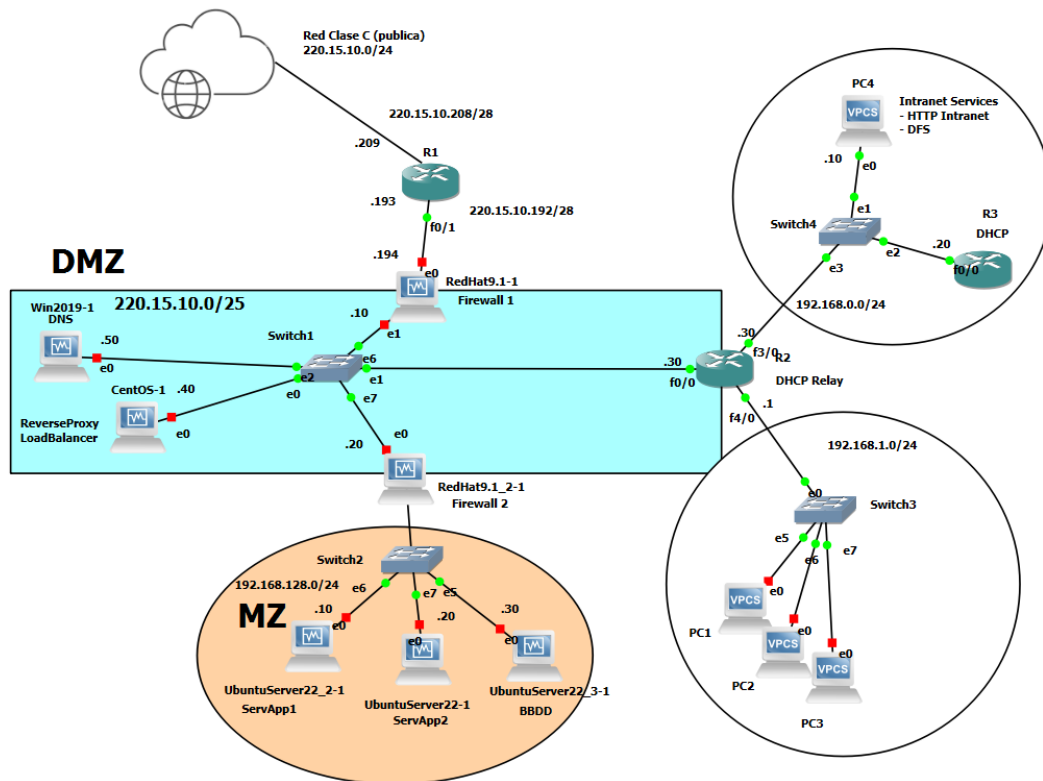 Red Clase C (publica)
220.15.10.0/24
220.15.10.208/28
.209
R1
.193
220.15.10.192/28
f0/1
.194
e0
RedHat9.1-1
Firewall 1
DMZ
220.15.10.0/25
Win2019-1
DNS
.50
e0
Switch1
.10
e1
e6
e2
e1
e0
e7
CentOS-1
.40
ReverseProxy
LoadBalancer
e0
.20
e0
RedHat9.1_2-1
Firewall 2
.30
f0/0
R2
DHCP Relay
.30
f3/0
.1
f4/0
PC4
VPCS
Intranet Services
- HTTP Intranet
- DFS
.10
e0
e1
Switch4
e2
e3
.20
f0/0
R3
DHCP
192.168.0.0/24
192.168.1.0/24
e0
Switch3
e5
e6
e7
e0
VPCS
PC1
e0
VPCS
PC2
e0
VPCS
PC3
Switch2
192.168.128.0/24
e6
e7
e5
MZ
.10
e0
.20
e0
.30
e0
UbuntuServer22_2-1
ServApp1
UbuntuServer22-1
ServApp2
UbuntuServer22_3-1
BBDD